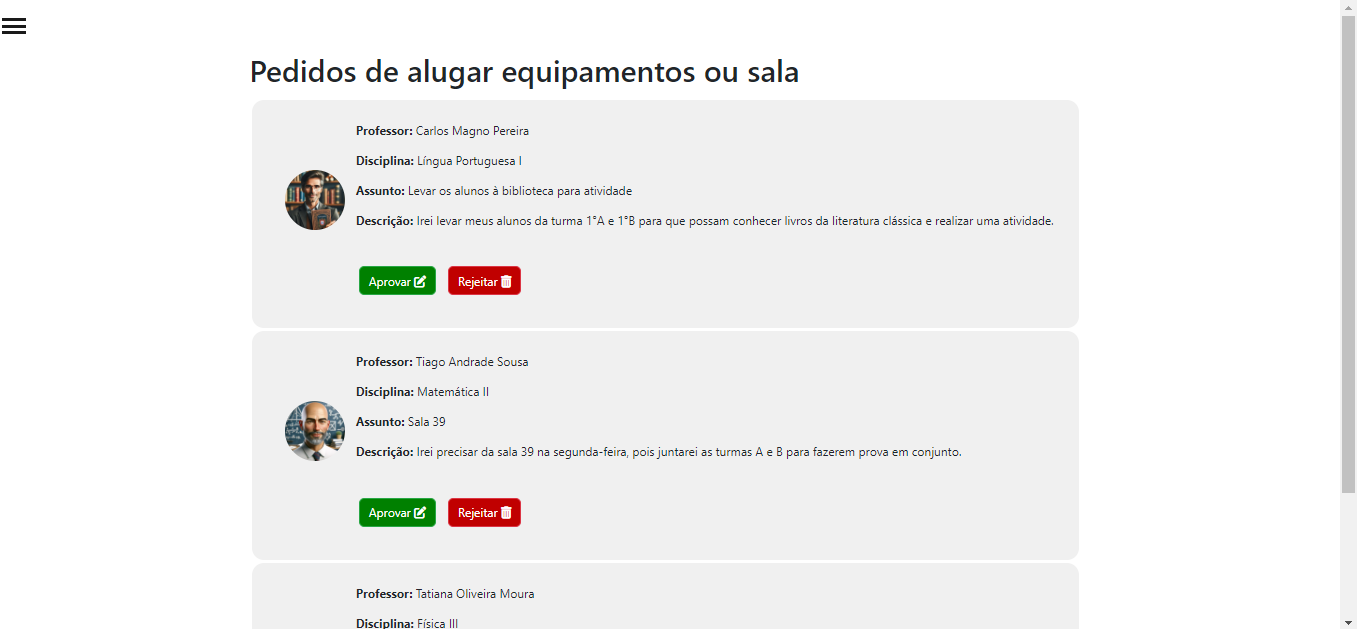 Pedidos de alugar equipamentos ou sala
Professor: Carlos Magno Pereira
Disciplina: Língua Portuguesa I
Assunto: Levar os alunos à biblioteca para atividade
Descrição: Irei levar meus alunos da turma 1°A e 1°B para que possam conhecer livros da literatura clássica e realizar uma atividade.
Aprovar Rejeitar
Professor: Tiago Andrade Sousa
Disciplina: Matemática II
Assunto: Sala 39
Descrição: Irei precisar da sala 39 na segunda-feira, pois juntarei as turmas A e B para fazerem prova em conjunto.
Aprovar Rejeitar
Professor: Tatiana Oliveira Moura
Disciplina: Física III